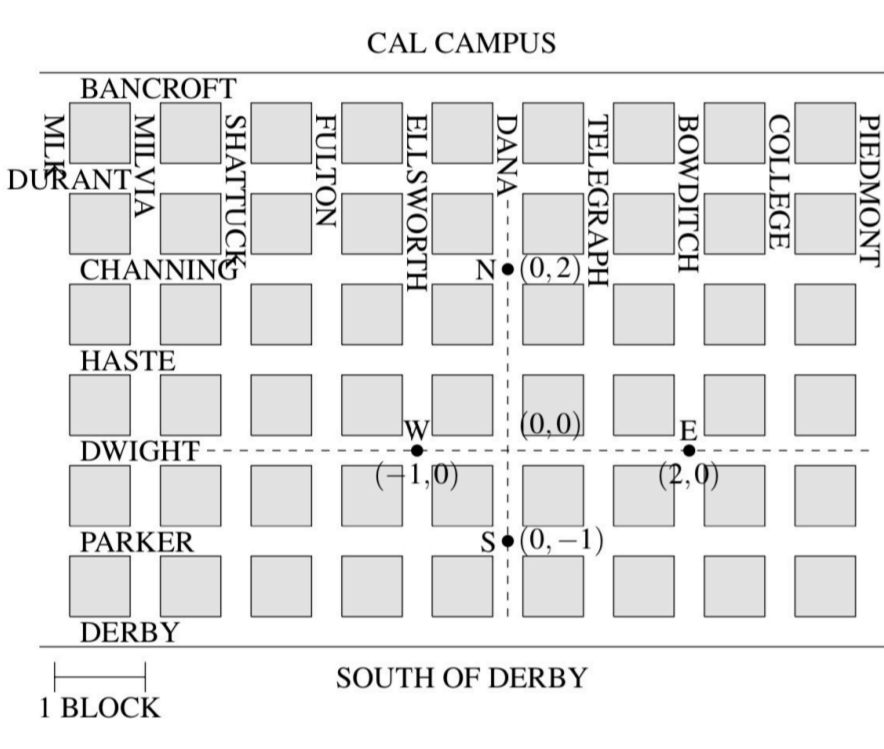 CAL CAMPUS
BANCROFT
MLK
MILVIA
SHATTUCK
FULTON
ELLSWORTH
DANA
TELEGRAPH
BOWDITCH
COLLEGE
PIEDMONT
DURANT
CHANNING
N (0,2)
HASTE
W
(0,0)
E
DWIGHT
(−1,0)
(2,0)
PARKER
S (0,−1)
DERBY
SOUTH OF DERBY
1 BLOCK